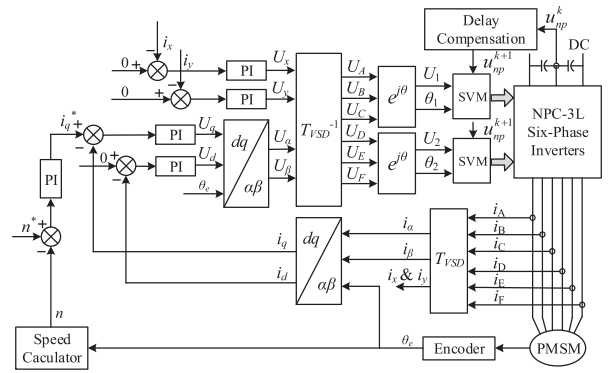 i_x
i_y
0 +
PI
U_x
0 +
PI
U_y
T_VSD^-1
U_A
U_B
U_C
U_D
U_E
U_F
e^jθ
U_1
θ_1
e^jθ
U_2
θ_2
Delay
Compensation
u_np^k
u_np^k+1
DC
SVM
u_np^k+1
SVM
NPC-3L
Six-Phase
Inverters
i_q*
+
−
PI
U_q
0 +
−
PI
U_d
θ_e
dq
αβ
U_α
U_β
PI
n* +
−
n
i_q
i_d
dq
αβ
i_α
i_β
i_x & i_y
T_VSD
i_A
i_B
i_C
i_D
i_E
i_F
Speed
Caculator
θ_e
Encoder
PMSM